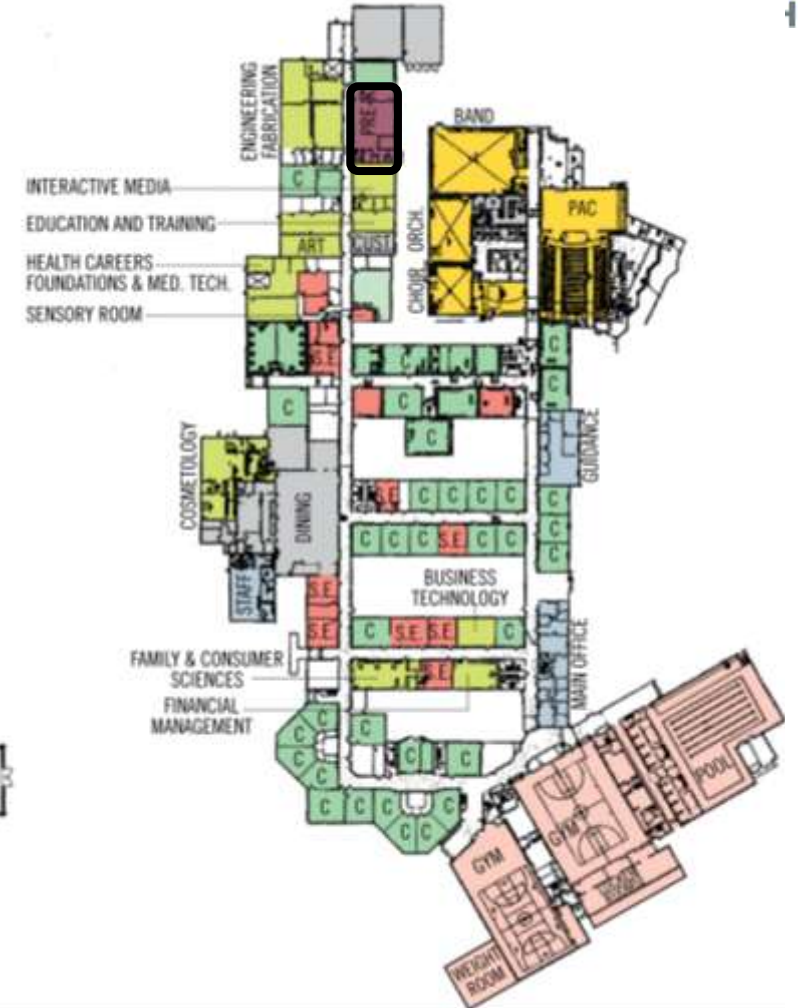 ENGINEERING
FABRICATION
PRE-K
BAND
INTERACTIVE MEDIA
C
EDUCATION AND TRAINING
ORCH.
PAC
ART
CUST.
HEALTH CAREERS
FOUNDATIONS & MED. TECH.
CHOIR
SENSORY ROOM
C
S.E.
C
C
C
C
C
GUIDANCE
COSMETOLOGY
S.E.
C
C
C
C
C
DINING
C
C
C
C
S.E.
C
C
C
STAFF
S.E.
BUSINESS
TECHNOLOGY
S.E.
C
S.E.
S.E.
C
MAIN OFFICE
FAMILY & CONSUMER
SCIENCES
S.E.
FINANCIAL
MANAGEMENT
C
C
C
C
C
C
C
C
C
C
C
C
C
POOL
GYM
GYM
WEIGHT
ROOM